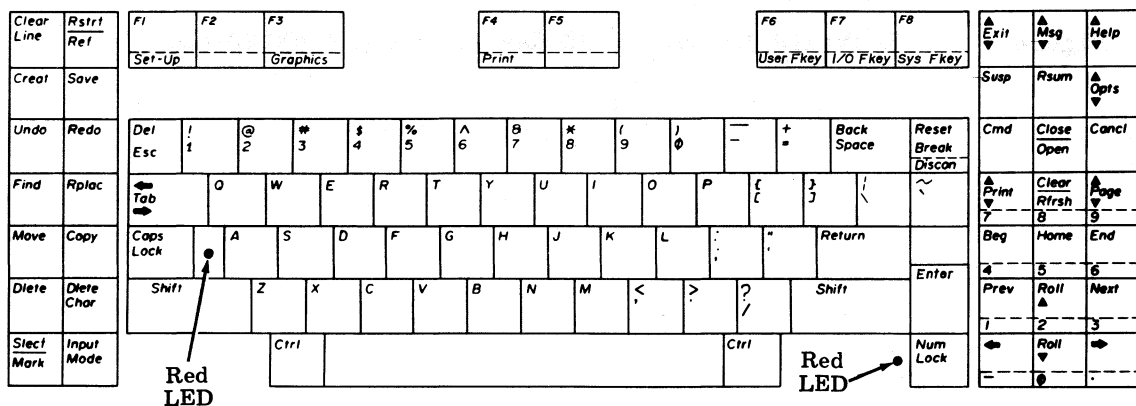 Clear Line
Rstrt Ref
F1
F2
F3
F4
F5
F6
F7
F8
Set-Up
Graphics
Print
User Fkey
I/O Fkey
Sys Fkey
Exit
Msg
Help
Creat
Save
Susp
Rsum
Opts
Undo
Redo
Del Esc
! 1
@ 2
# 3
$ 4
% 5
^ 6
& 7
* 8
( 9
) 0
— -
+ =
Back Space
Reset Break Discon
Cmd
Close Open
Cancl
Find
Rplac
Tab
Q
W
E
R
T
Y
U
I
O
P
{ [
} ]
¦ \
~ `
Print 7
Clear Rfrsh 8
Page 9
Move
Copy
Caps Lock
A
S
D
F
G
H
J
K
L
: ;
" '
Return
Beg 4
Home 5
End 6
Dlete
Dlete Char
Shift
Z
X
C
V
B
N
M
< ,
> .
? /
Shift
Enter
Prev 1
Roll 2
Next 3
Slect Mark
Input Mode
Ctrl
Ctrl
Num Lock
-
Roll 0
.
Red LED
Red LED